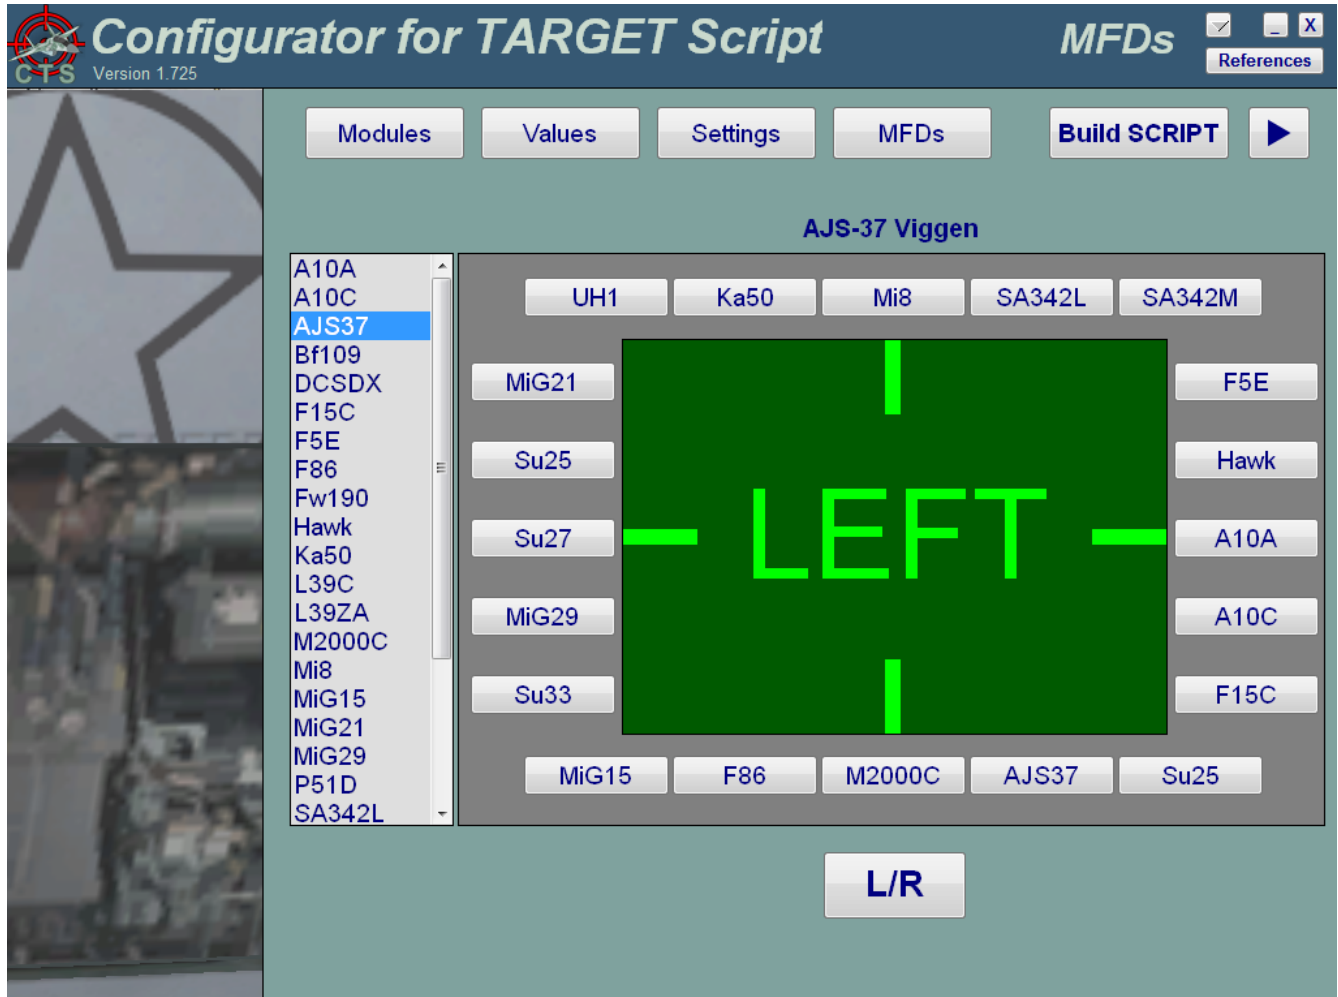 Configurator for TARGET Script
MFDs
X
CTS
Version 1.725
References
Modules
Values
Settings
MFDs
Build SCRIPT
AJS-37 Viggen
A10A
A10C
AJS37
Bf109
DCSDX
F15C
F5E
F86
Fw190
Hawk
Ka50
L39C
L39ZA
M2000C
Mi8
MiG15
MiG21
MiG29
P51D
SA342L
UH1
Ka50
Mi8
SA342L
SA342M
MiG21
Su25
Su27
MiG29
Su33
LEFT
F5E
Hawk
A10A
A10C
F15C
MiG15
F86
M2000C
AJS37
Su25
L/R